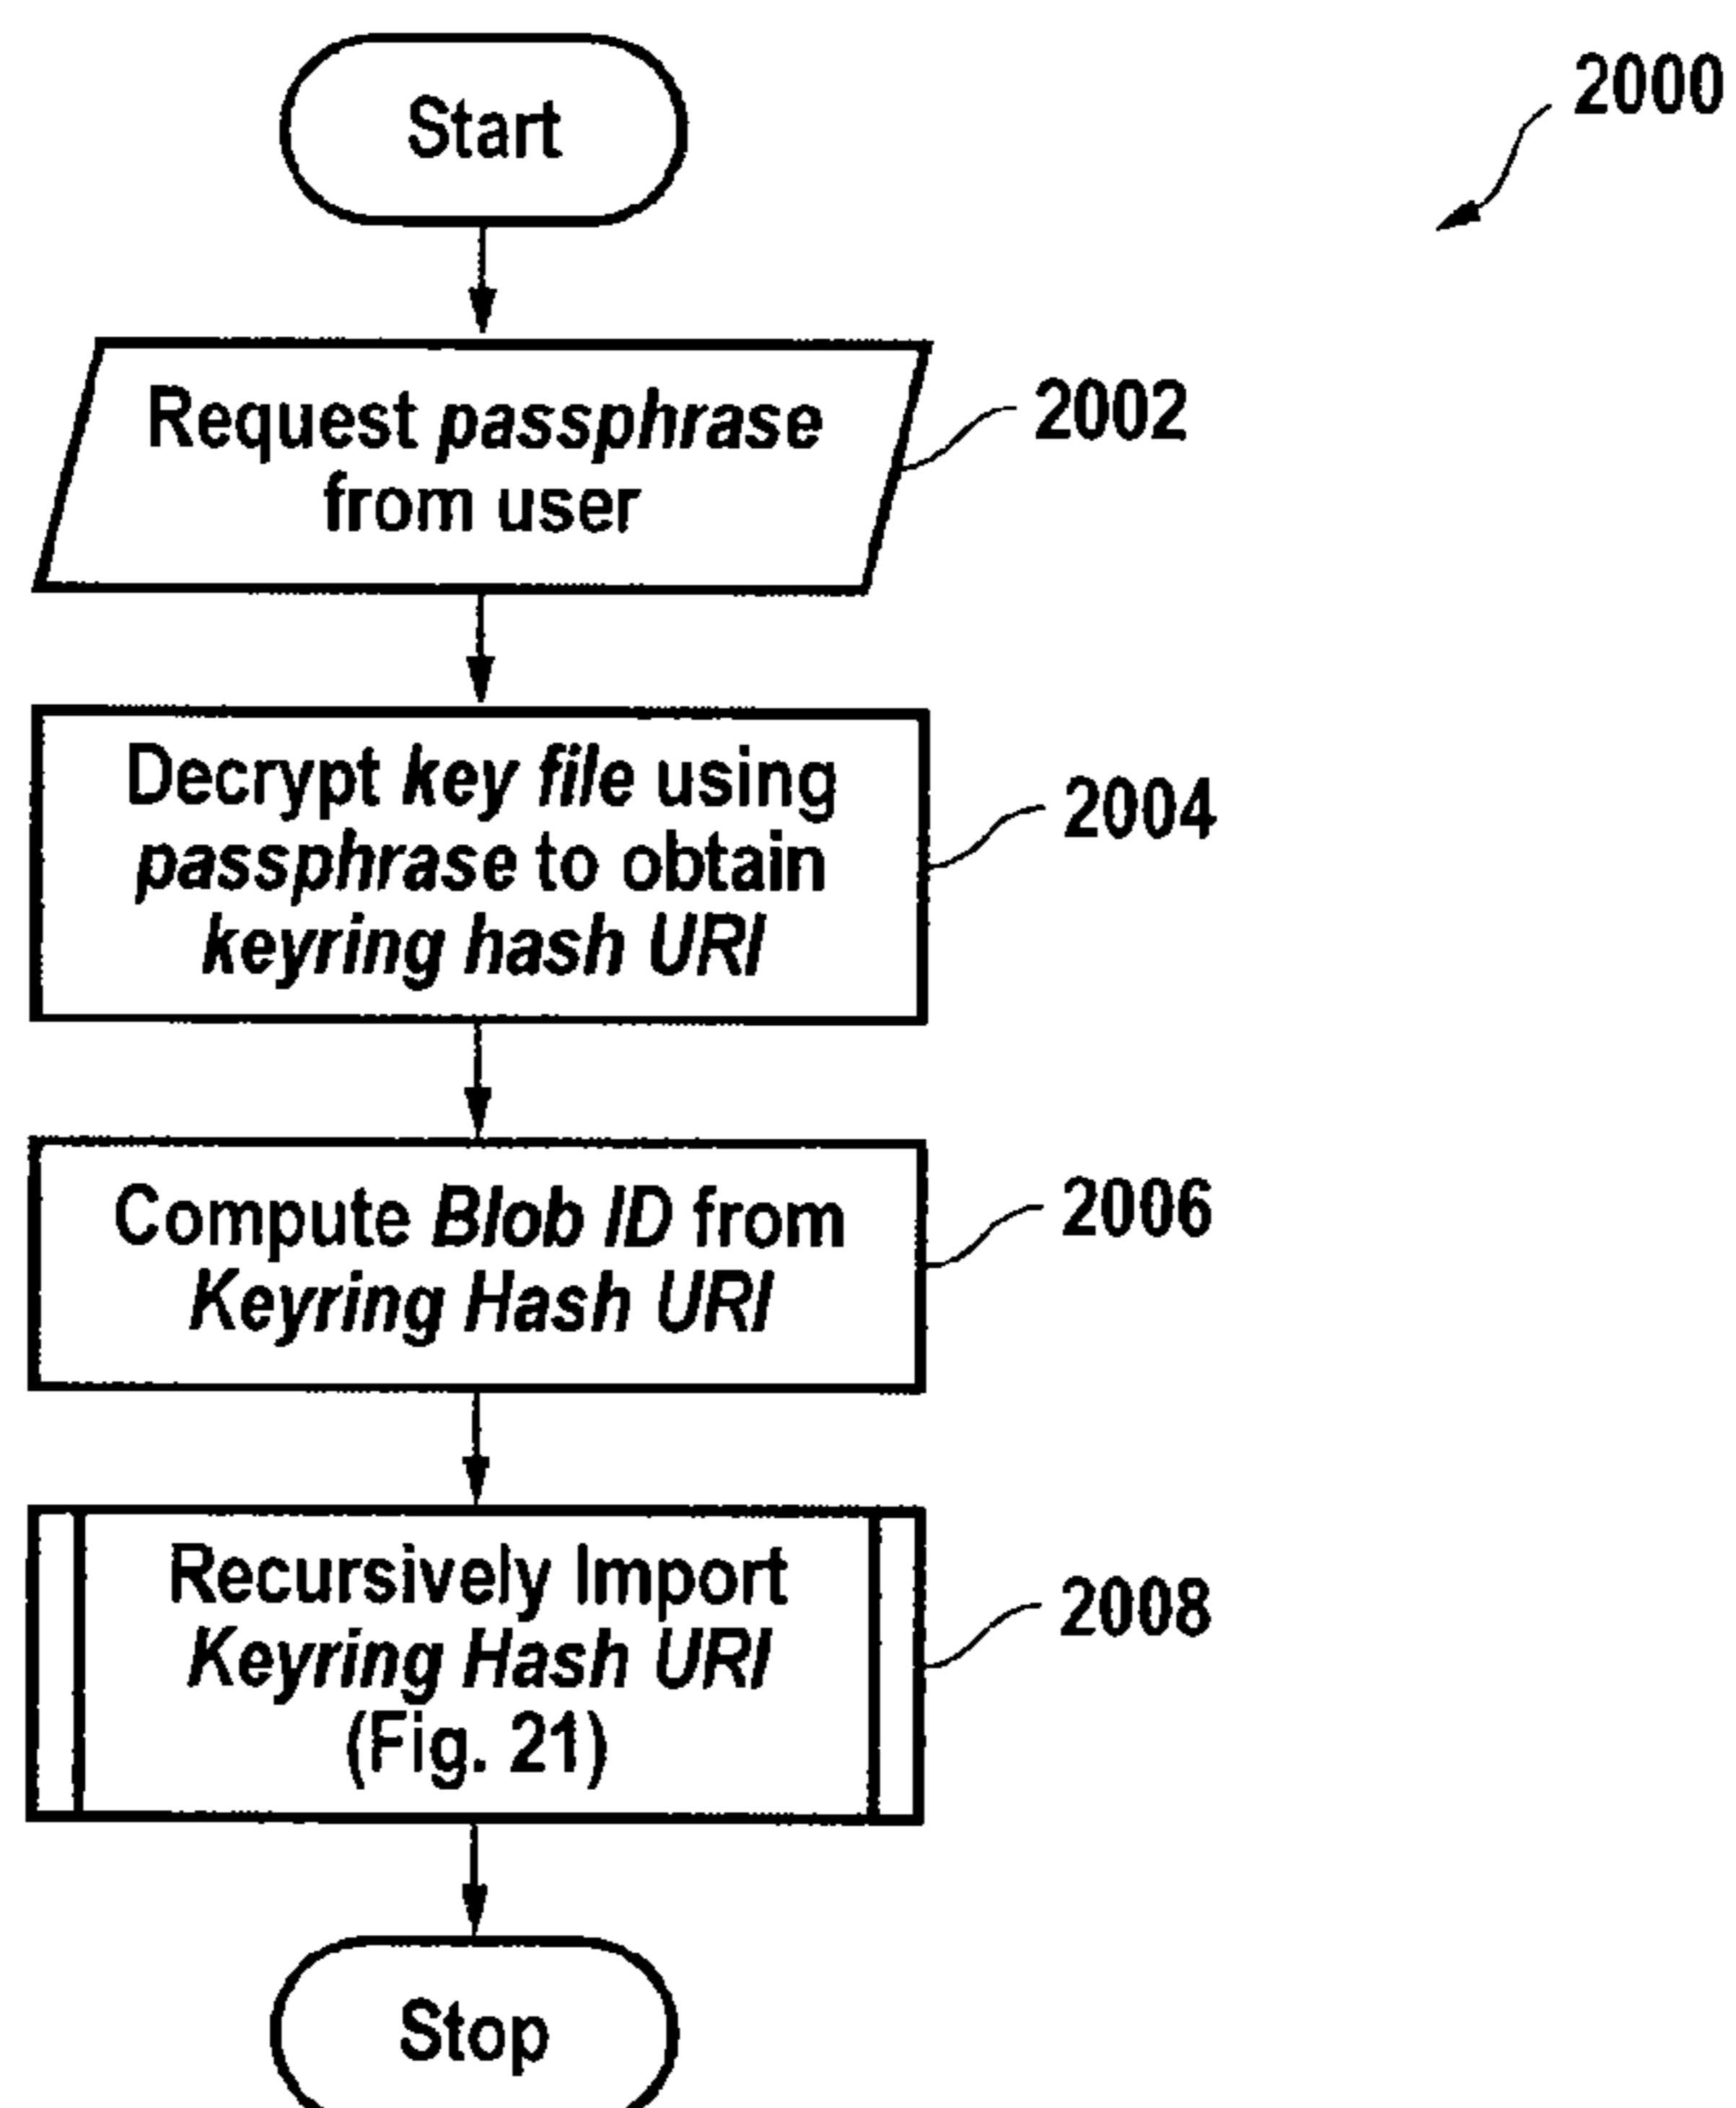 Start
2000
Request passphrase
from user
2002
Decrypt key file using
passphrase to obtain
keyring hash URI
2004
Compute Blob ID from
Keyring Hash URI
2006
Recursively Import
Keyring Hash URI
(Fig. 21)
2008
Stop